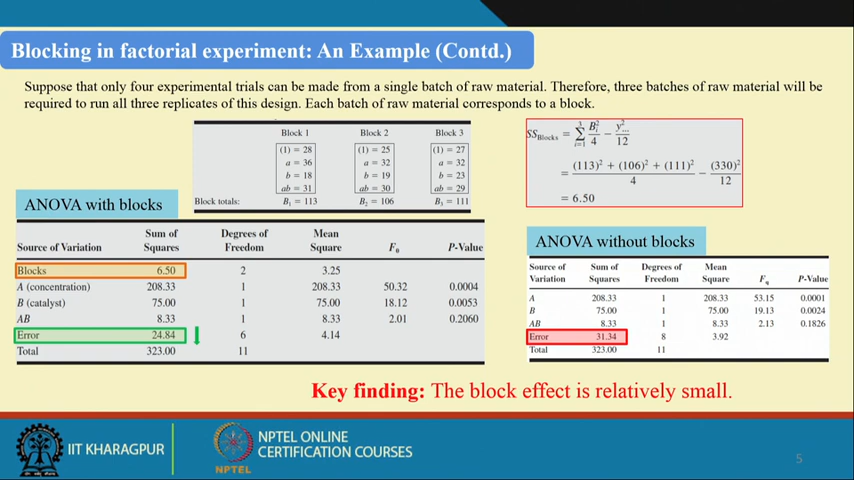 Blocking in factorial experiment: An Example (Contd.)
Suppose that only four experimental trials can be made from a single batch of raw material. Therefore, three batches of raw material will be
required to run all three replicates of this design. Each batch of raw material corresponds to a block.
Block 1 Block 2 Block 3
(1) = 28 (1) = 25 (1) = 27
a = 36 a = 32 a = 32
b = 18 b = 19 b = 23
ab = 31 ab = 30 ab = 29
Block totals: B₁ = 113 B₂ = 106 B₃ = 111
SS_Blocks = Σ_{i=1}^{3} B_i²/4 − y².../12
= (113)² + (106)² + (111)² / 4 − (330)²/12
= 6.50
ANOVA with blocks
Source of Variation Sum of Squares Degrees of Freedom Mean Square F₀ P-Value
Blocks 6.50 2 3.25
A (concentration) 208.33 1 208.33 50.32 0.0004
B (catalyst) 75.00 1 75.00 18.12 0.0053
AB 8.33 1 8.33 2.01 0.2060
Error 24.84 6 4.14
Total 323.00 11
ANOVA without blocks
Source of Variation Sum of Squares Degrees of Freedom Mean Square F₀ P-Value
A 208.33 1 208.33 53.15 0.0001
B 75.00 1 75.00 19.13 0.0024
AB 8.33 1 8.33 2.13 0.1826
Error 31.34 8 3.92
Total 323.00 11
Key finding: The block effect is relatively small.
IIT KHARAGPUR
NPTEL
NPTEL ONLINE
CERTIFICATION COURSES
5